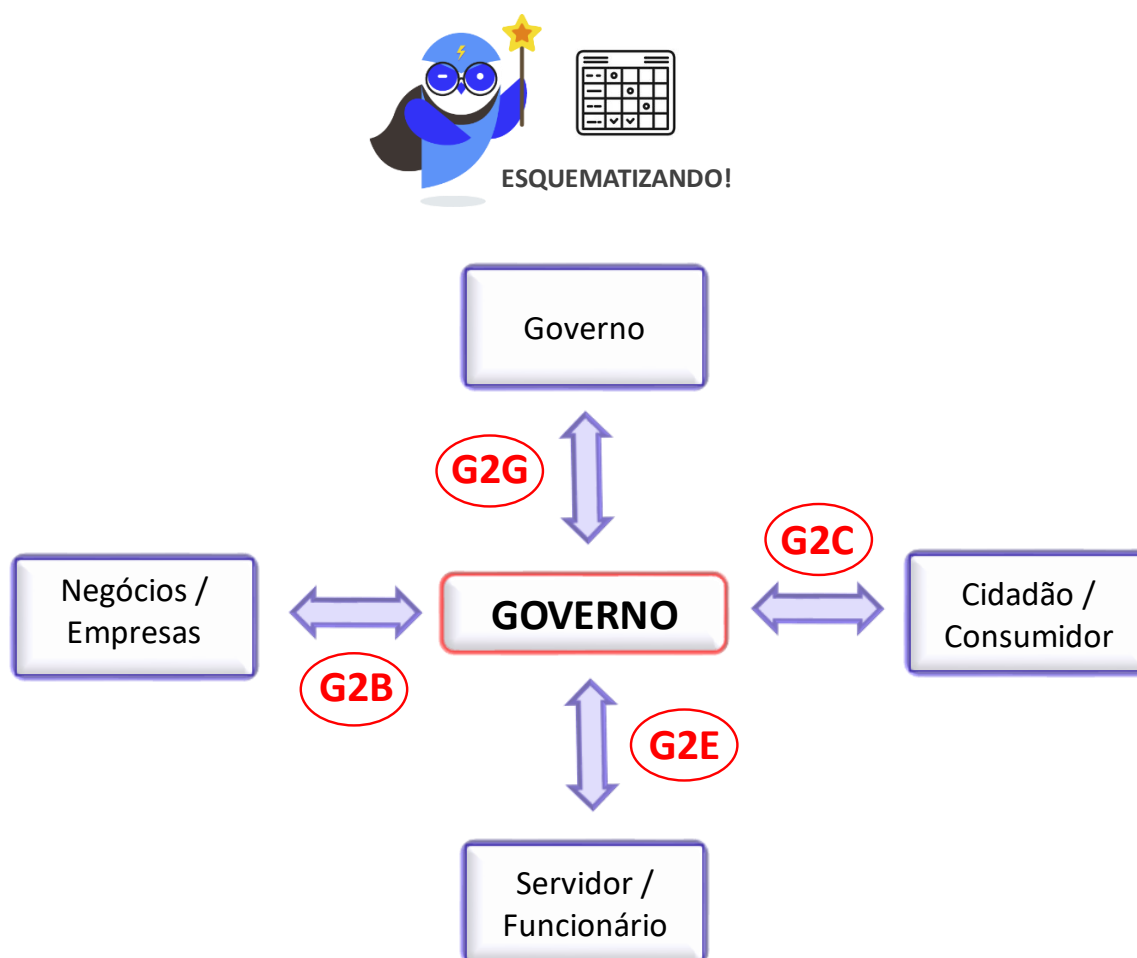 ESQUEMATIZANDO!
Governo
G2G
G2C
Negócios /
Empresas
GOVERNO
Cidadão /
Consumidor
G2B
G2E
Servidor /
Funcionário